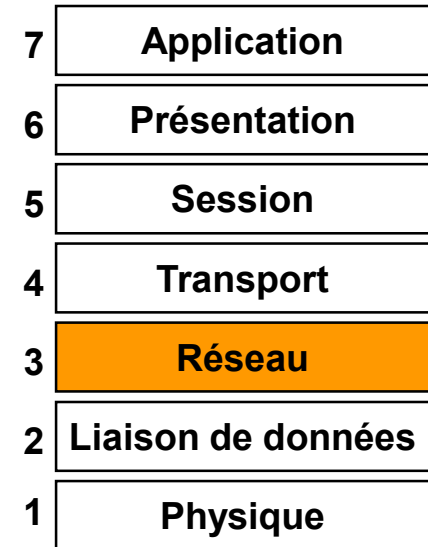 7 Application
6 Présentation
5 Session
4 Transport
3 Réseau
2 Liaison de données
1 Physique